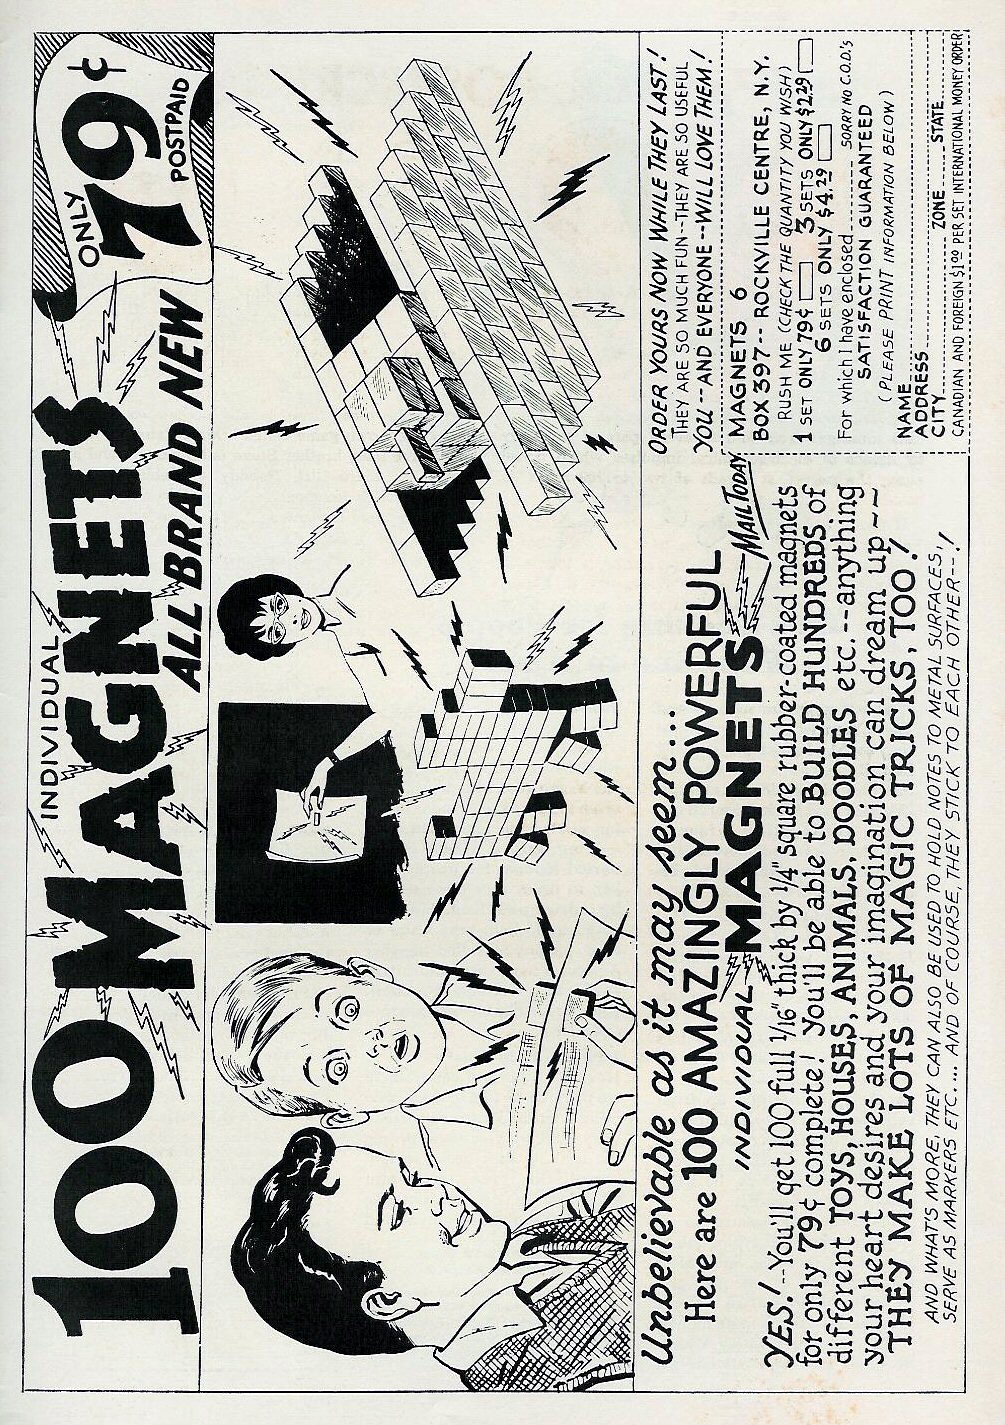 100 INDIVIDUAL MAGNETS
ALL BRAND NEW
ONLY
79¢
POSTPAID
Unbelievable as it may seem...
Here are 100 AMAZINGLY POWERFUL
INDIVIDUAL MAGNETS
YES!--You'll get 100 full 1/16" thick by 1/4" square rubber-coated magnets
for only 79¢ complete! You'll be able to BUILD HUNDREDS of
different TOYS, HOUSES, ANIMALS, DOODLES etc.--anything
your heart desires and your imagination can dream up~~
THEY MAKE LOTS OF MAGIC TRICKS, TOO!
AND WHAT'S MORE, THEY CAN ALSO BE USED TO HOLD NOTES TO METAL SURFACES,
SERVE AS MARKERS ETC.... AND OF COURSE, THEY STICK TO EACH OTHER--!
ORDER YOURS NOW WHILE THEY LAST!
THEY ARE SO MUCH FUN--THEY ARE SO USEFUL
YOU--AND EVERYONE--WILL LOVE THEM!
MAIL TODAY
MAGNETS 6
BOX 397-- ROCKVILLE CENTRE, N.Y.
RUSH ME (CHECK THE QUANTITY YOU WISH)
1 SET ONLY 79¢ 3 SETS ONLY $2.29
6 SETS ONLY $4.29
For which I have enclosed.......... SORRY NO C.O.D.'s
SATISFACTION GUARANTEED
(PLEASE PRINT INFORMATION BELOW)
NAME
ADDRESS
CITY ZONE STATE
CANADIAN AND FOREIGN $1.00 PER SET INTERNATIONAL MONEY ORDER